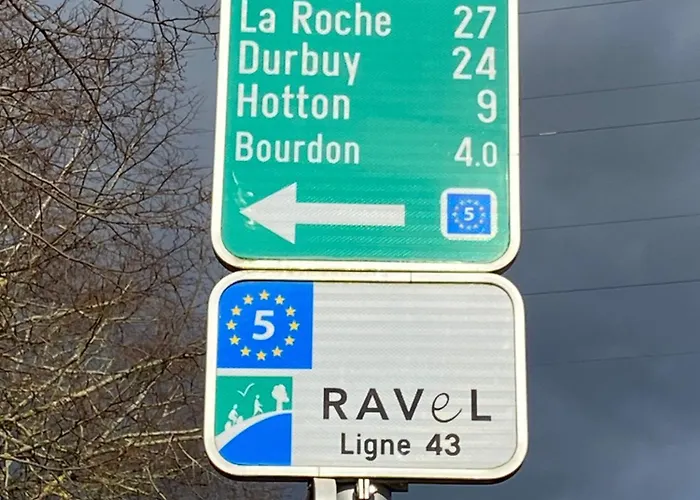 La Roche 27
Durbuy 24
Hotton 9
Bourdon 4.0
5
5
RAVeL
Ligne 43